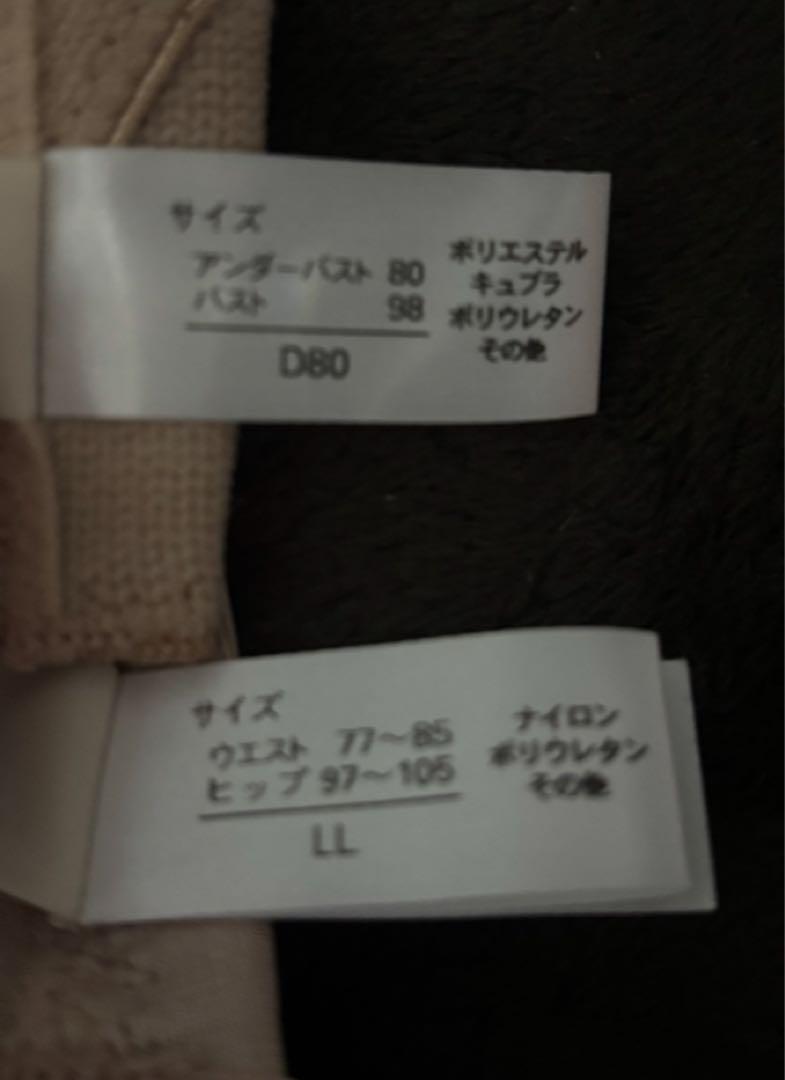 サイズ
アンダーバスト 80
バスト 98
D80
ポリエステル
キュプラ
ポリウレタン
その他
サイズ
ウエスト 77～85
ヒップ 97～105
LL
ナイロン
ポリウレタン
その他